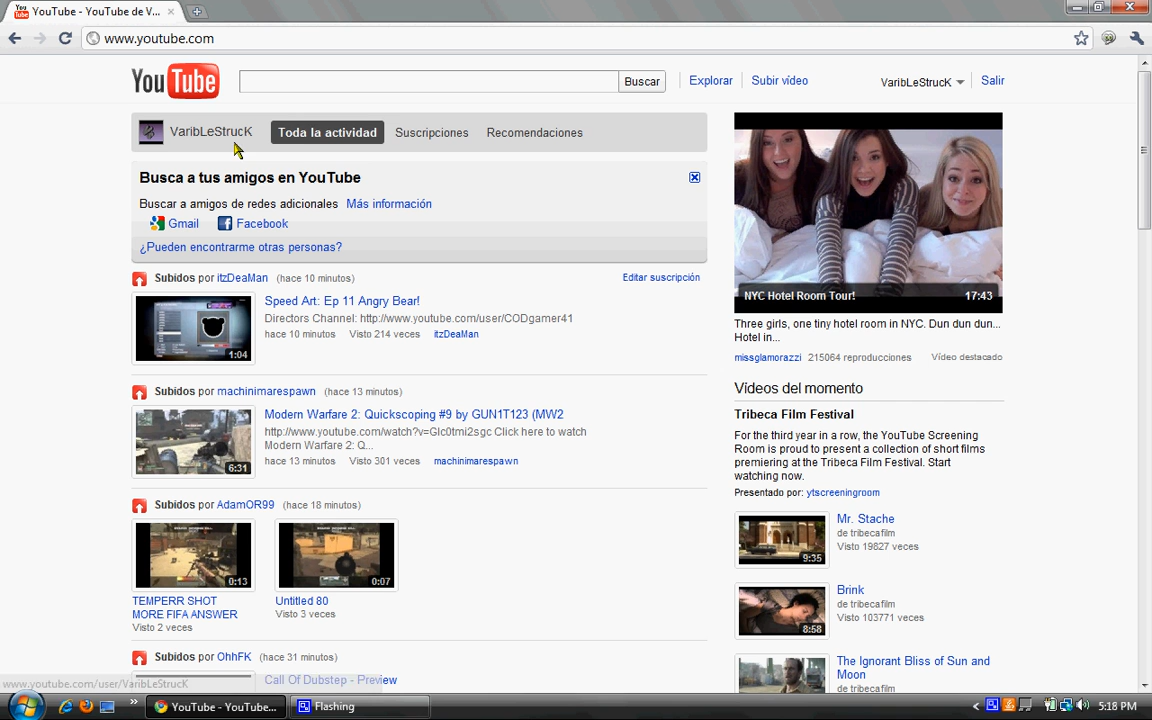 YouTube - YouTube de V...
www.youtube.com
YouTube
Buscar
Explorar
Subir vídeo
VaribLeStrucK
Salir
VaribLeStrucK
Toda la actividad
Suscripciones
Recomendaciones
Busca a tus amigos en YouTube
Buscar a amigos de redes adicionales Más información
Gmail
Facebook
¿Pueden encontrarme otras personas?
Subidos por itzDeaMan (hace 10 minutos)
Editar suscripción
Speed Art: Ep 11 Angry Bear!
Directors Channel: http://www.youtube.com/user/CODgamer41
hace 10 minutos Visto 214 veces itzDeaMan
1:04
Subidos por machinimarespawn (hace 13 minutos)
Modern Warfare 2: Quickscoping #9 by GUN1T123 (MW2
http://www.youtube.com/watch?v=Glc0tmi2sgc Click here to watch
Modern Warfare 2: Q...
hace 13 minutos Visto 301 veces machinimarespawn
6:31
Subidos por AdamOR99 (hace 18 minutos)
0:13
0:07
TEMPERR SHOT
MORE FIFA ANSWER
Visto 2 veces
Untitled 80
Visto 3 veces
Subidos por OhhFK (hace 31 minutos)
Call Of Dubstep - Preview
NYC Hotel Room Tour!
17:43
Three girls, one tiny hotel room in NYC. Dun dun dun...
Hotel in...
missglamorazzi 215064 reproducciones Vídeo destacado
Vídeos del momento
Tribeca Film Festival
For the third year in a row, the YouTube Screening
Room is proud to present a collection of short films
premiering at the Tribeca Film Festival. Start
watching now.
Presentado por: ytscreeningroom
Mr. Stache
de tribecafilm
Visto 19827 veces
9:35
Brink
de tribecafilm
Visto 103771 veces
8:58
The Ignorant Bliss of Sun and
Moon
de tribecafilm
www.youtube.com/user/VaribLeStrucK
YouTube - YouTube...
Flashing
5:18 PM